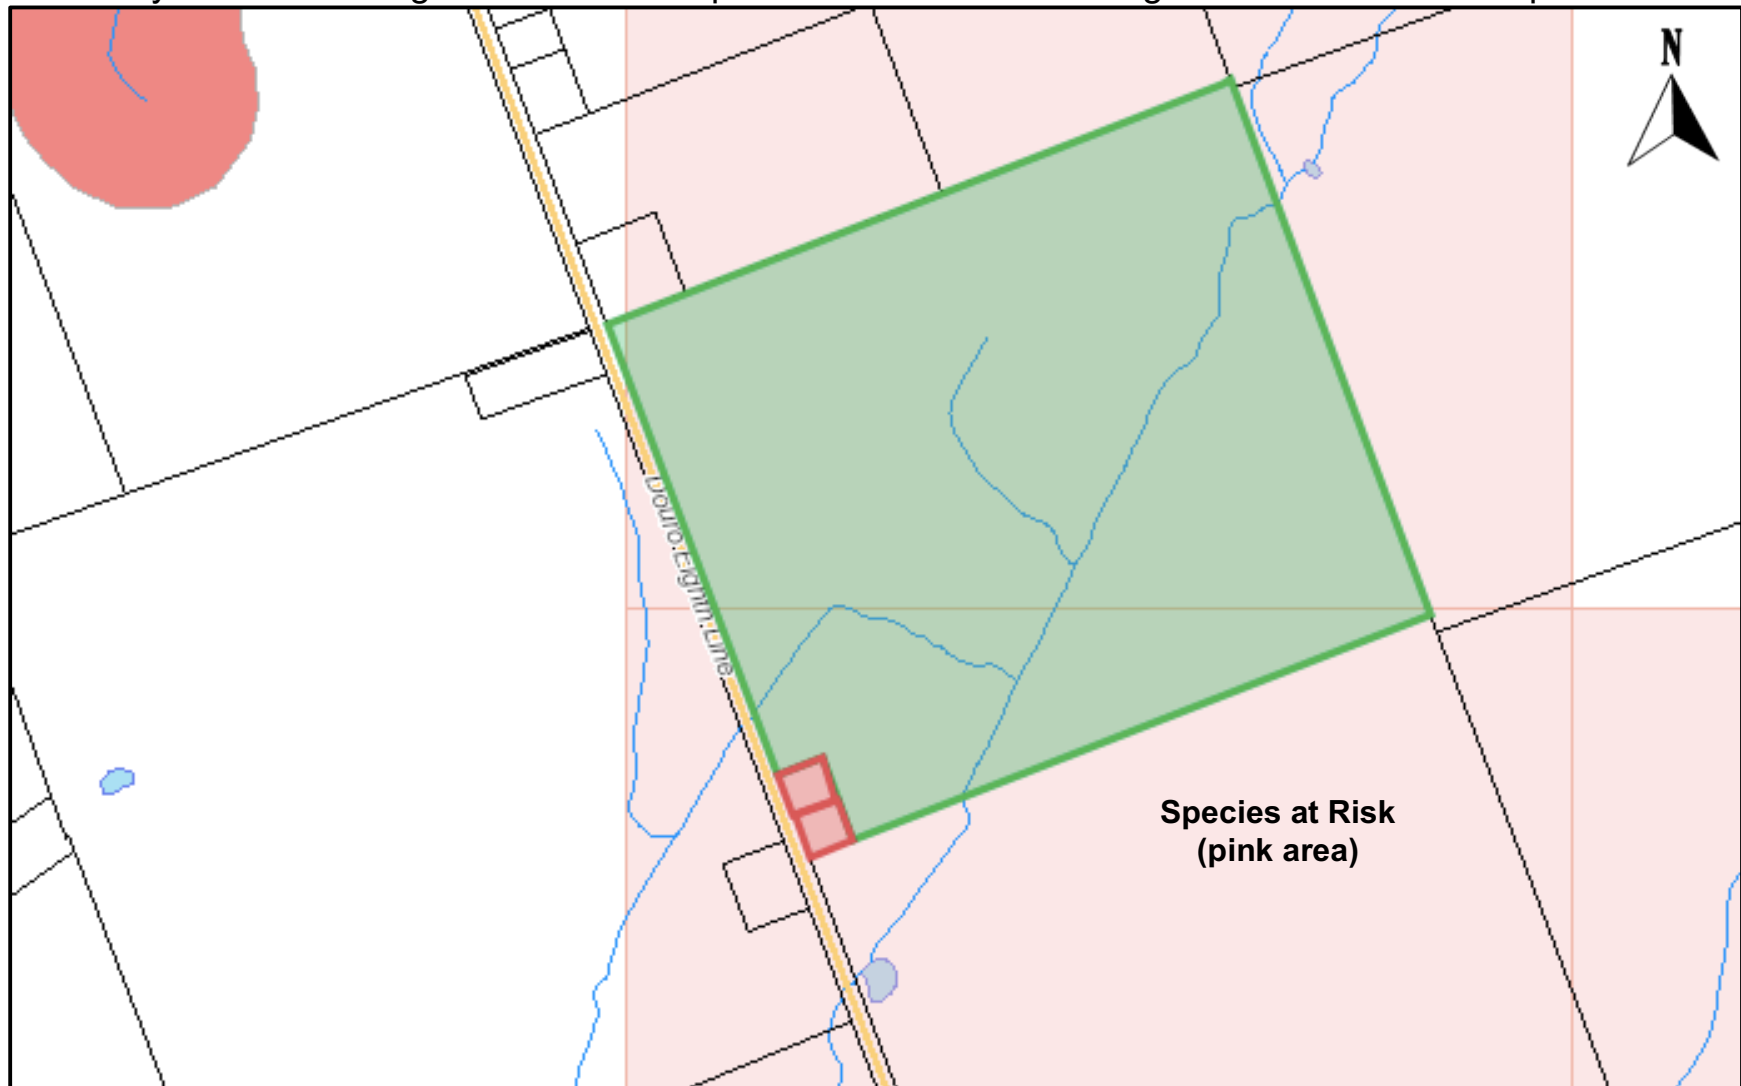 N
Douro Eighth Line
Species at Risk
(pink area)